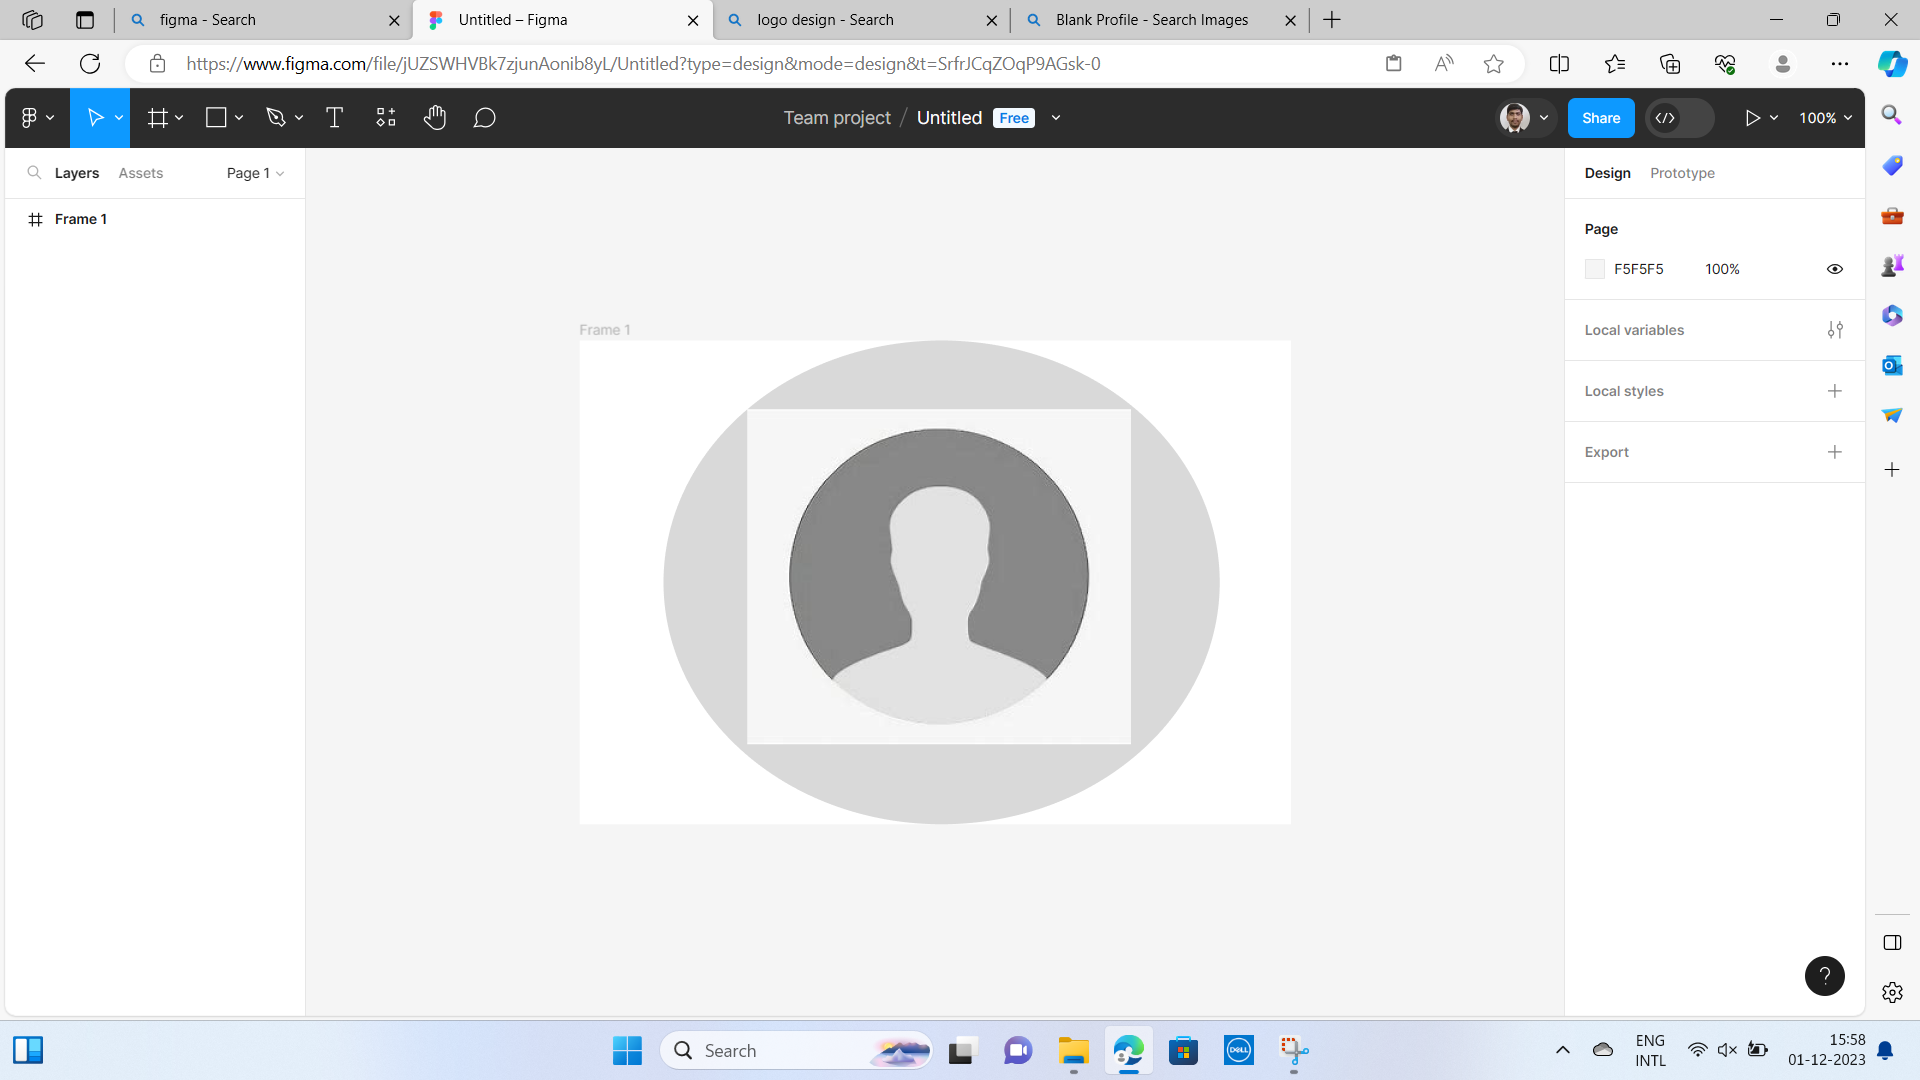 figma - Search
Untitled – Figma
logo design - Search
Blank Profile - Search Images
https://www.figma.com/file/jUZSWHVBk7zjunAonib8yL/Untitled?type=design&mode=design&t=SrfrJCqZOqP9AGsk-0
Team project / Untitled Free
Share
100%
Layers Assets Page 1
Design Prototype
Frame 1
Page
F5F5F5 100%
Frame 1
Local variables
Local styles
Export
?
Search
DELL
ENG
INTL
15:58
01-12-2023